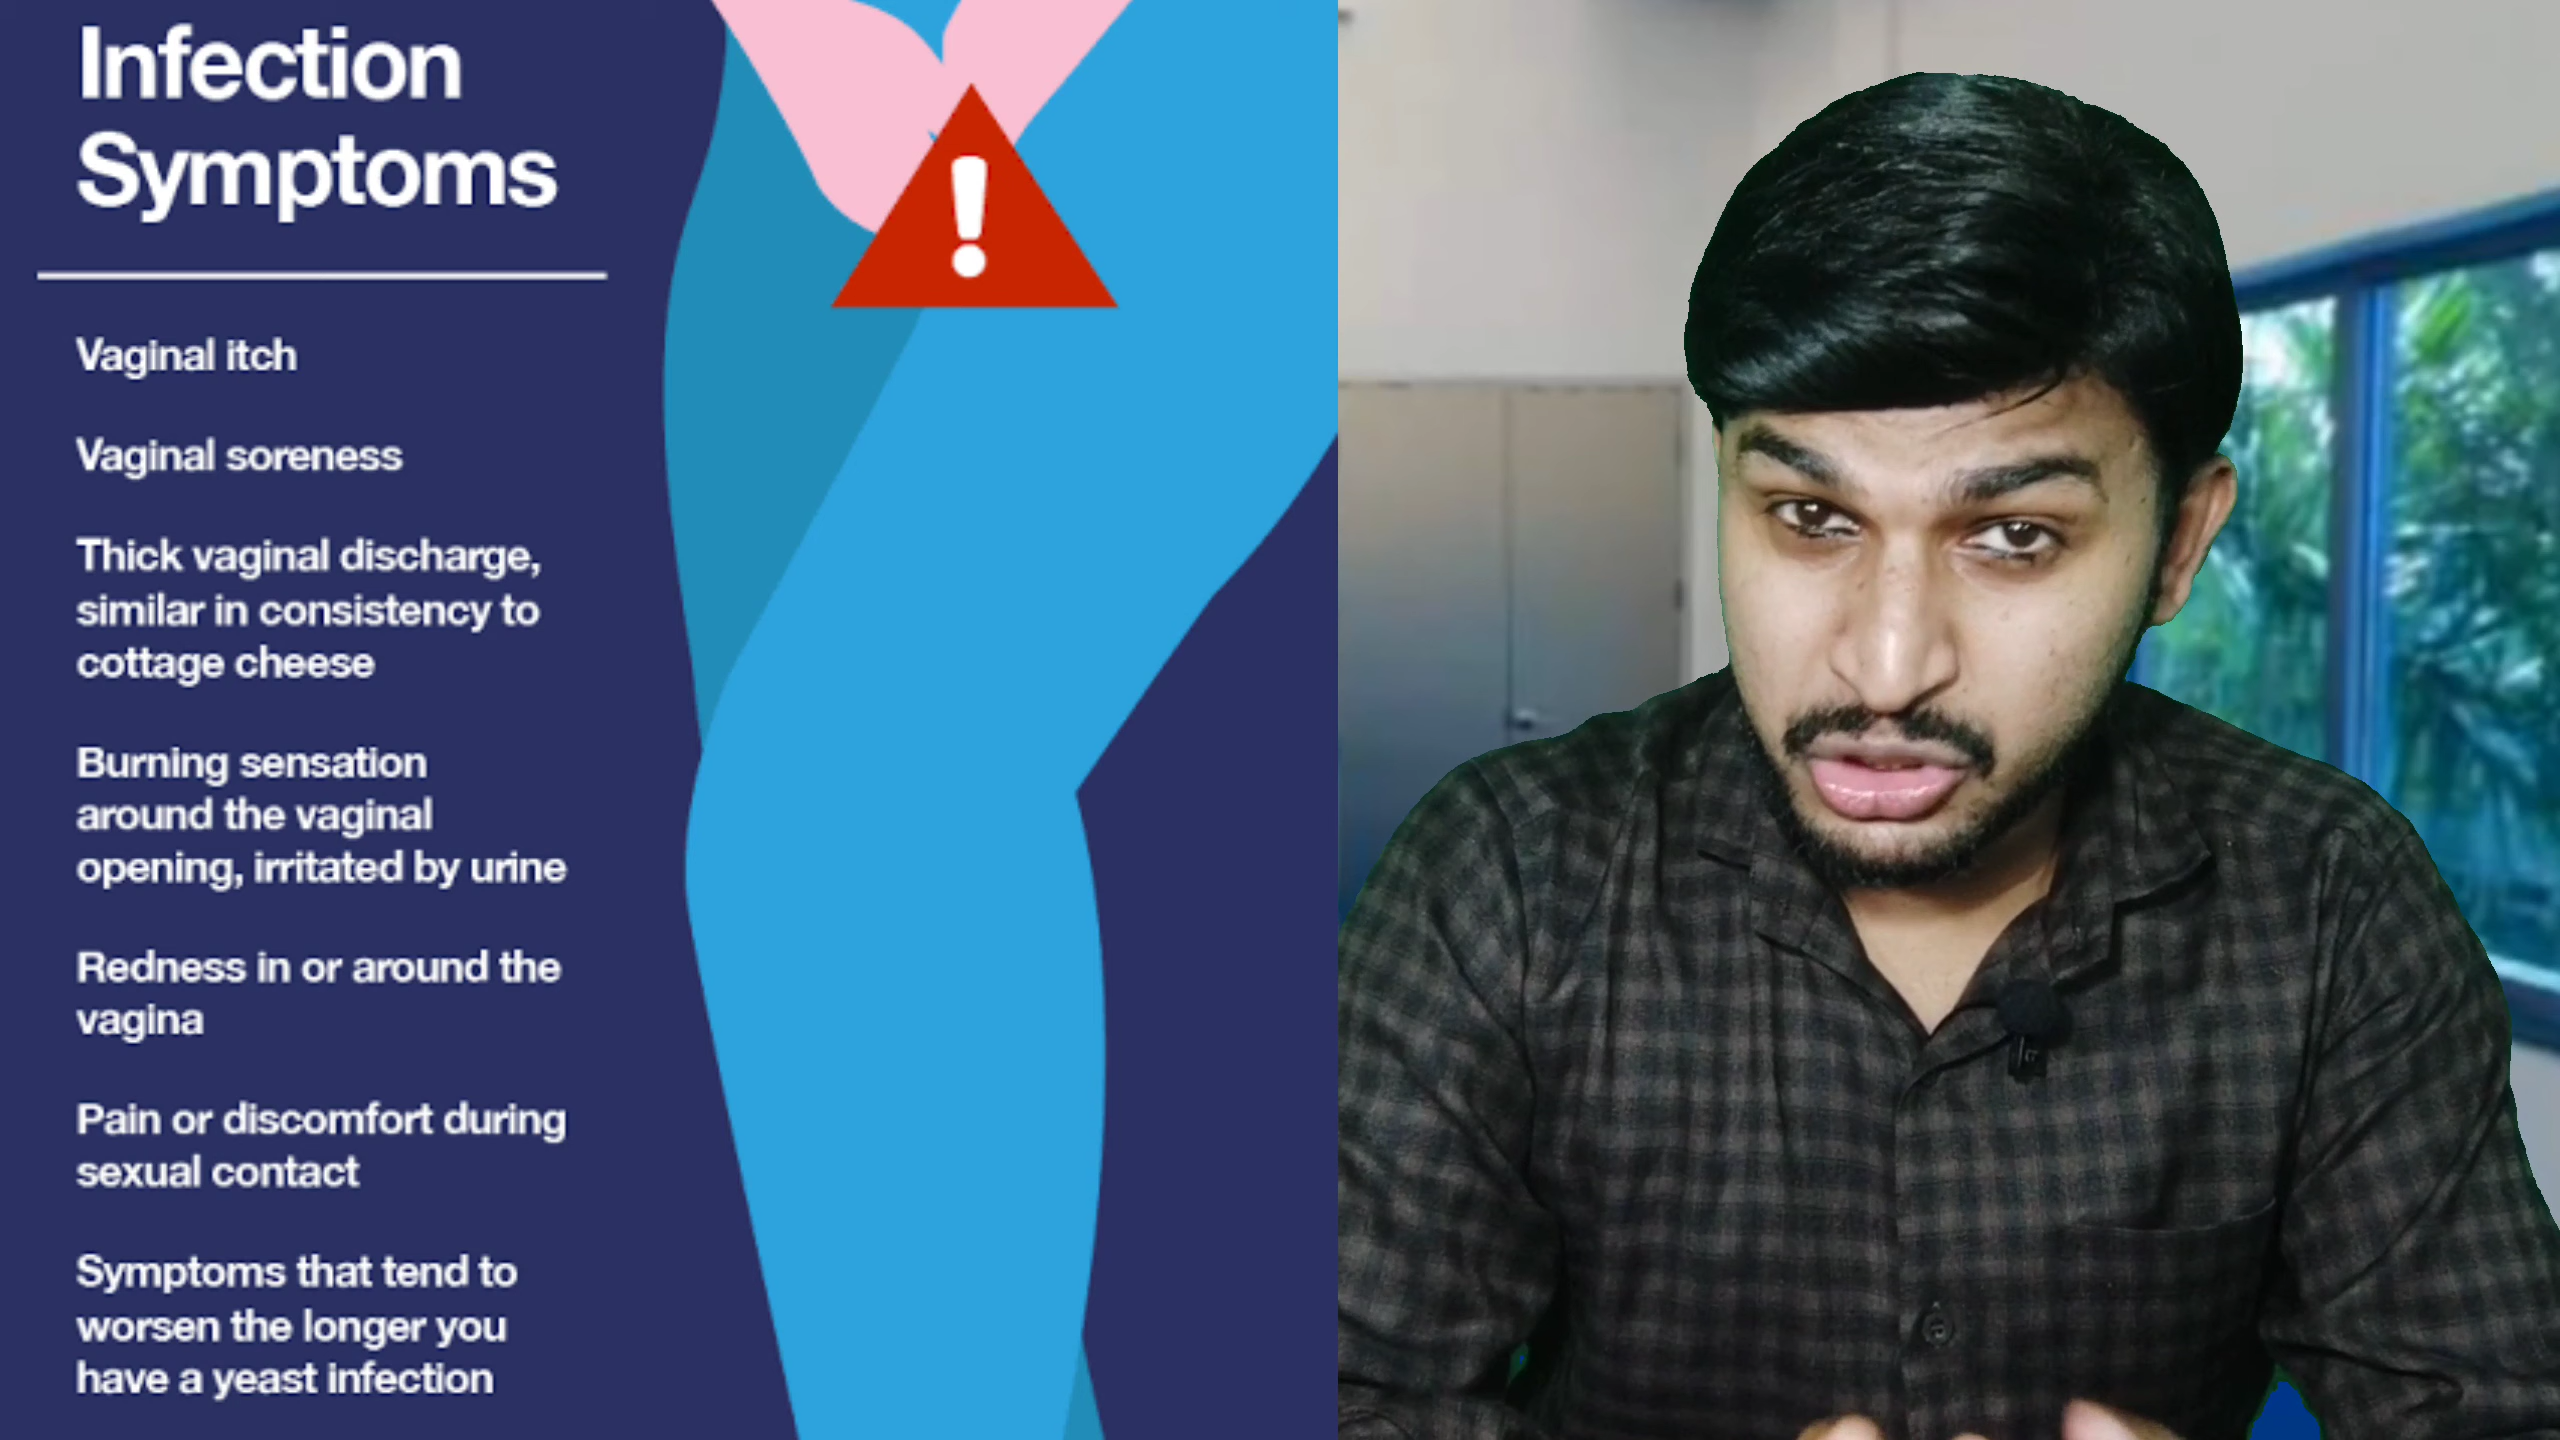 Infection
Symptoms
Vaginal itch
Vaginal soreness
Thick vaginal discharge,
similar in consistency to
cottage cheese
Burning sensation
around the vaginal
opening, irritated by urine
Redness in or around the
vagina
Pain or discomfort during
sexual contact
Symptoms that tend to
worsen the longer you
have a yeast infection